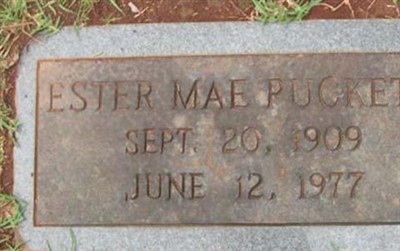 ESTER MAE PUCKET
SEPT. 20, 1909
JUNE 12, 1977